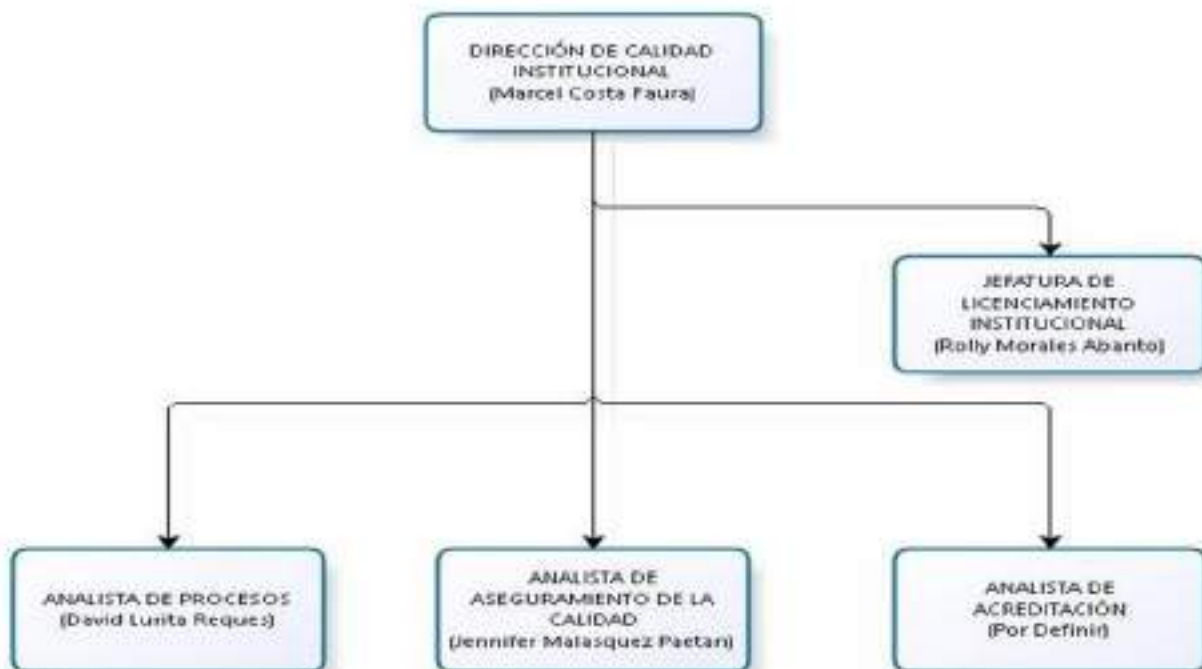 DIRECCIÓN DE CALIDAD
INSTITUCIONAL
(Marcel Costa Faura)
JEFATURA DE
LICENCIAMIENTO
INSTITUCIONAL
(Rolly Morales Abanto)
ANALISTA DE PROCESOS
(David Lurita Reques)
ANALISTA DE
ASEGURAMIENTO DE LA
CALIDAD
(Jennifer Malasquez Paetan)
ANALISTA DE
ACREDITACIÓN
(Por Definir)